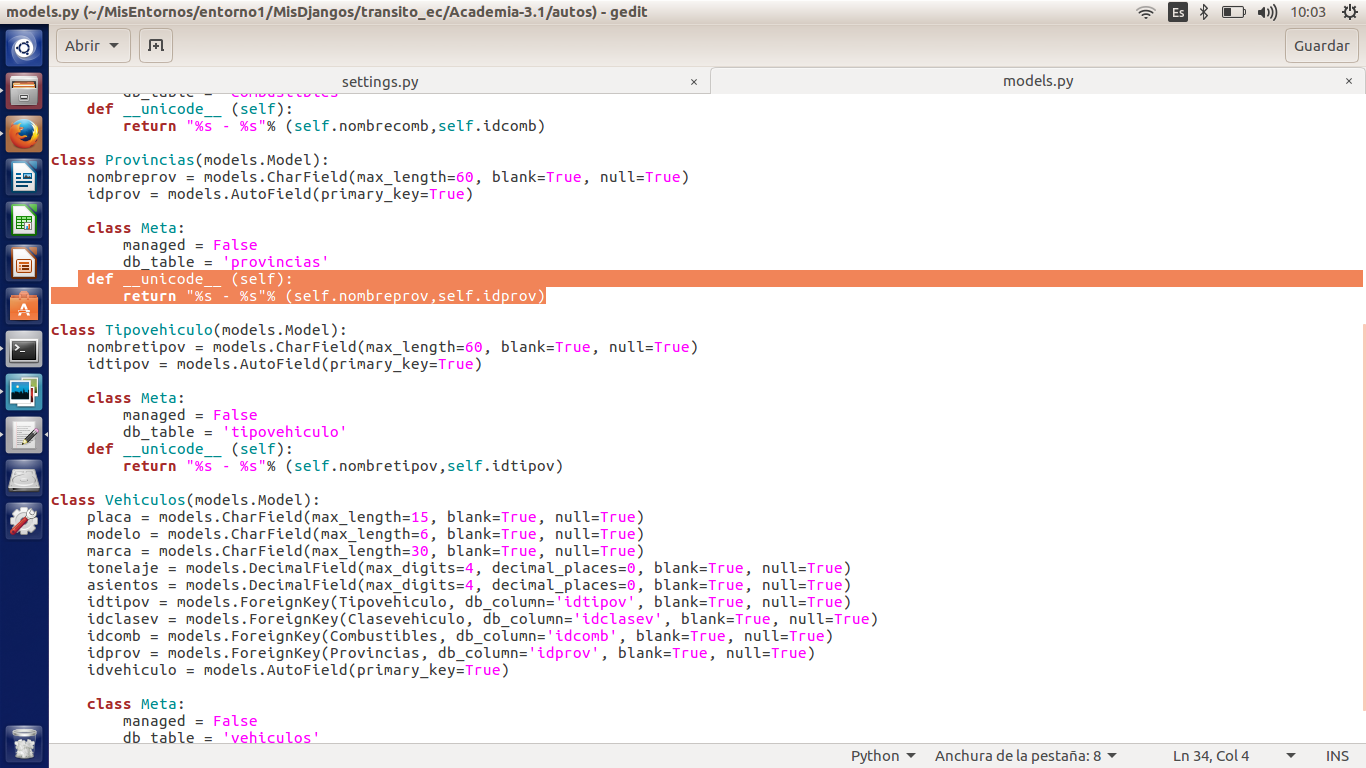 models.py (~/MisEntornos/entorno1/MisDjangos/transito_ec/Academia-3.1/autos) - gedit
Es
10:03
Abrir
Guardar
settings.py ×
models.py ×
db_table = 'combustibles'
    def __unicode__ (self):
        return "%s - %s"% (self.nombrecomb,self.idcomb)
class Provincias(models.Model):
    nombreprov = models.CharField(max_length=60, blank=True, null=True)
    idprov = models.AutoField(primary_key=True)
    class Meta:
        managed = False
        db_table = 'provincias'
    def __unicode__ (self):
        return "%s - %s"% (self.nombreprov,self.idprov)
class Tipovehiculo(models.Model):
    nombretipov = models.CharField(max_length=60, blank=True, null=True)
    idtipov = models.AutoField(primary_key=True)
    class Meta:
        managed = False
        db_table = 'tipovehiculo'
    def __unicode__ (self):
        return "%s - %s"% (self.nombretipov,self.idtipov)
class Vehiculos(models.Model):
    placa = models.CharField(max_length=15, blank=True, null=True)
    modelo = models.CharField(max_length=6, blank=True, null=True)
    marca = models.CharField(max_length=30, blank=True, null=True)
    tonelaje = models.DecimalField(max_digits=4, decimal_places=0, blank=True, null=True)
    asientos = models.DecimalField(max_digits=4, decimal_places=0, blank=True, null=True)
    idtipov = models.ForeignKey(Tipovehiculo, db_column='idtipov', blank=True, null=True)
    idclasev = models.ForeignKey(Clasevehiculo, db_column='idclasev', blank=True, null=True)
    idcomb = models.ForeignKey(Combustibles, db_column='idcomb', blank=True, null=True)
    idprov = models.ForeignKey(Provincias, db_column='idprov', blank=True, null=True)
    idvehiculo = models.AutoField(primary_key=True)
    class Meta:
        managed = False
        db_table = 'vehiculos'
Python Anchura de la pestaña: 8 Ln 34, Col 4 INS